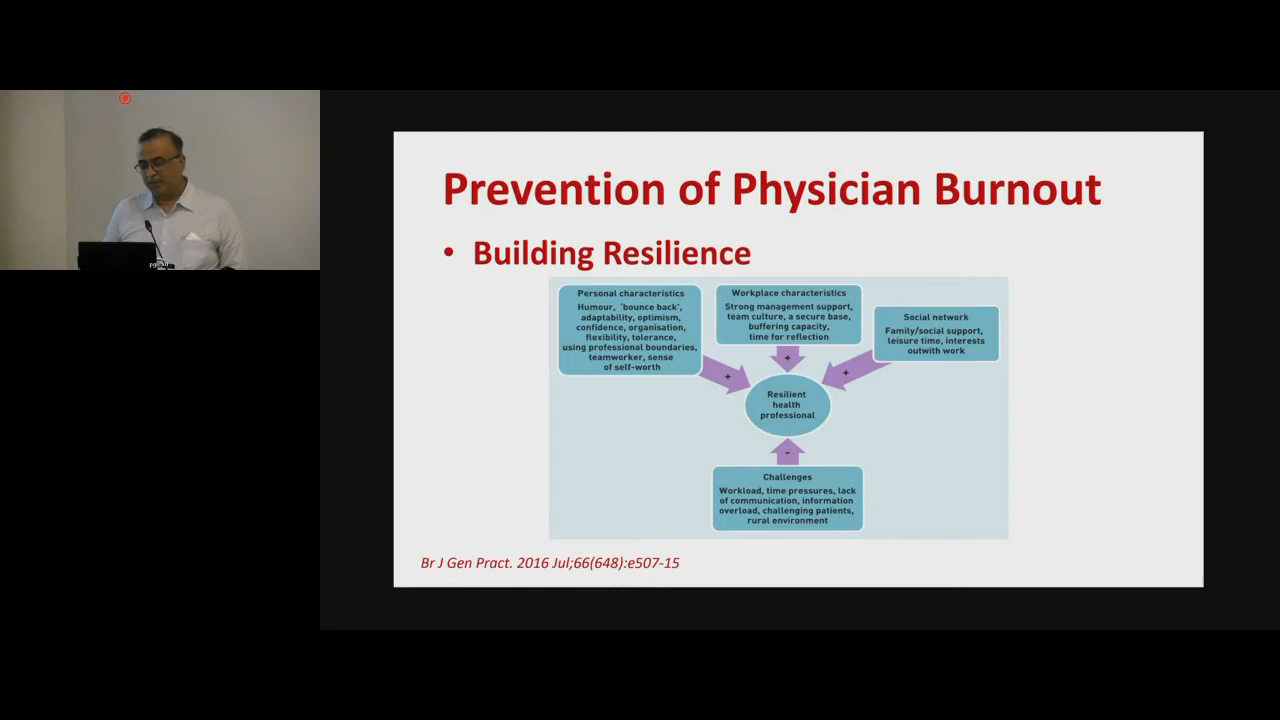 Prevention of Physician Burnout
• Building Resilience
Personal characteristics
Humour, 'bounce back',
adaptability, optimism,
confidence, organisation,
flexibility, tolerance,
using professional boundaries,
teamworker, sense
of self-worth
Workplace characteristics
Strong management support,
team culture, a secure base,
buffering capacity,
time for reflection
Social network
Family/social support,
leisure time, interests
outwith work
+
+
+
Resilient
health
professional
-
Challenges
Workload, time pressures, lack
of communication, information
overload, challenging patients,
rural environment
Br J Gen Pract. 2016 Jul;66(648):e507-15